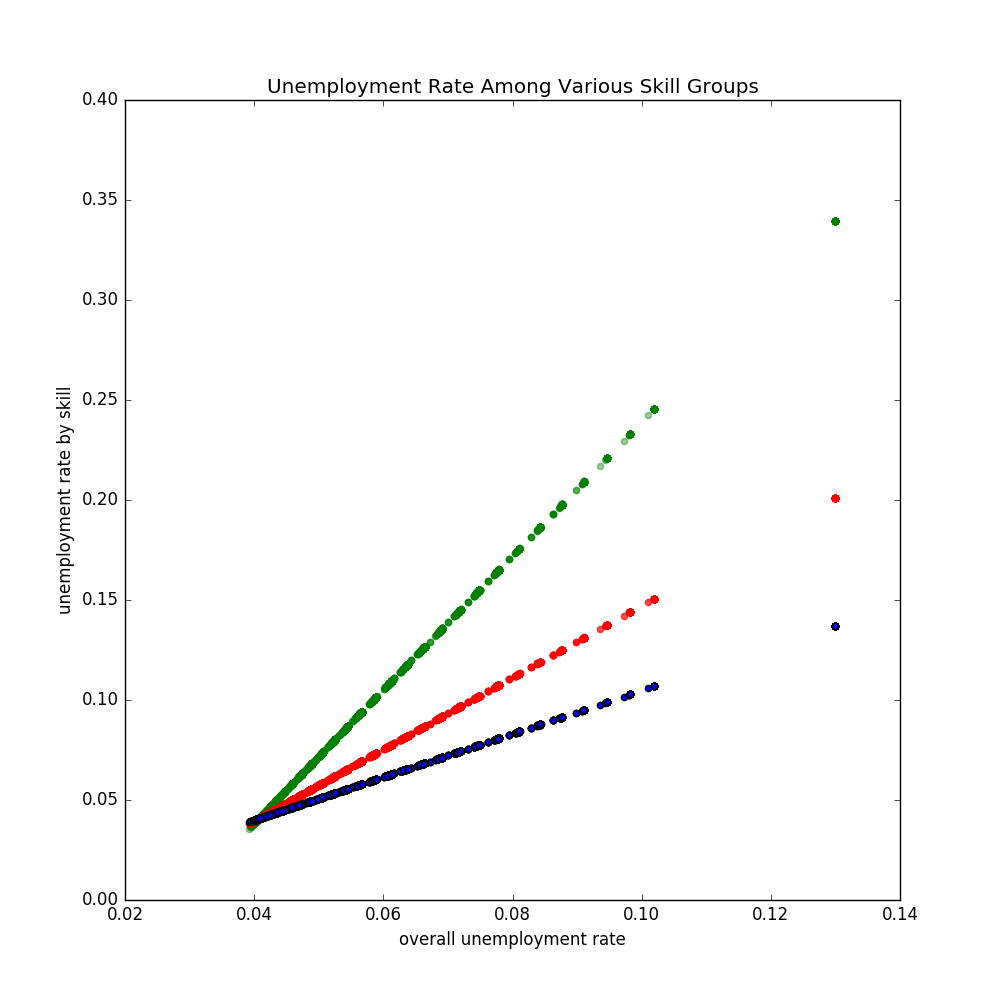 Unemployment Rate Among Various Skill Groups
0.40
0.35
0.30
0.25
0.20
0.15
0.10
0.05
0.00
unemployment rate by skill
0.02 0.04 0.06 0.08 0.10 0.12 0.14
overall unemployment rate